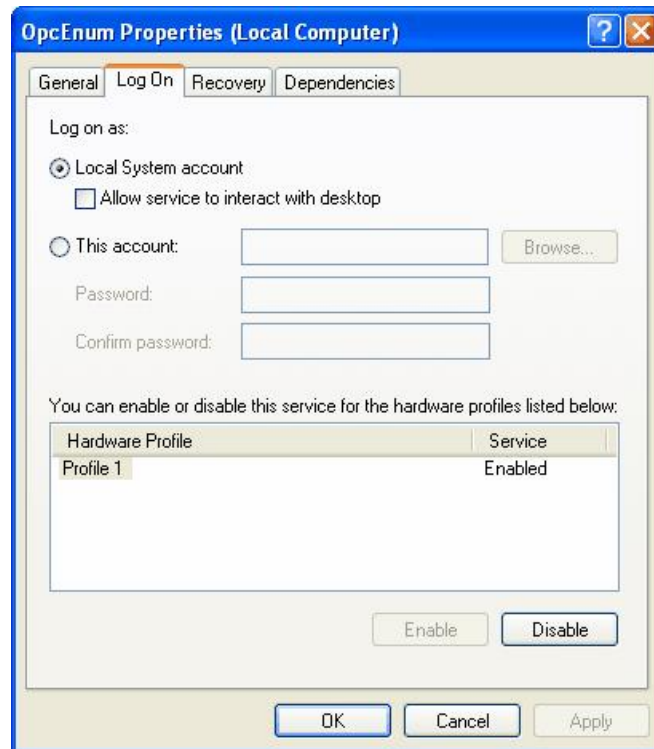 OpcEnum Properties (Local Computer)
General Log On Recovery Dependencies
Log on as:
Local System account
Allow service to interact with desktop
This account:
Browse...
Password:
Confirm password:
You can enable or disable this service for the hardware profiles listed below:
Hardware Profile Service
Profile 1 Enabled
Enable Disable
OK Cancel Apply